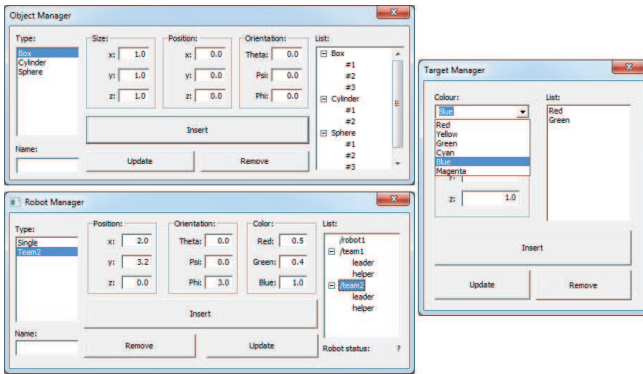 Object Manager
Type:
Box
Cylinder
Sphere
Size:
x: 1.0
y: 1.0
z: 1.0
Position:
x: 0.0
y: 0.0
z: 0.0
Orientation:
Theta: 0.0
Psi: 0.0
Phi: 0.0
List:
Box
#1
#2
#3
Cylinder
#1
#2
Sphere
#1
#2
#3
Insert
Name:
Update
Remove
Robot Manager
Type:
Single
Team2
Position:
x: 2.0
y: 3.2
z: 0.0
Orientation:
Theta: 0.0
Psi: 0.0
Phi: 3.0
Color:
Red: 0.5
Green: 0.4
Blue: 1.0
List:
/robot1
/team1
leader
helper
/team2
leader
helper
Insert
Name:
Remove
Update
Robot status: ?
Target Manager
Colour:
Blue
Red
Yellow
Green
Cyan
Blue
Magenta
z: 1.0
List:
Red
Green
Insert
Update
Remove